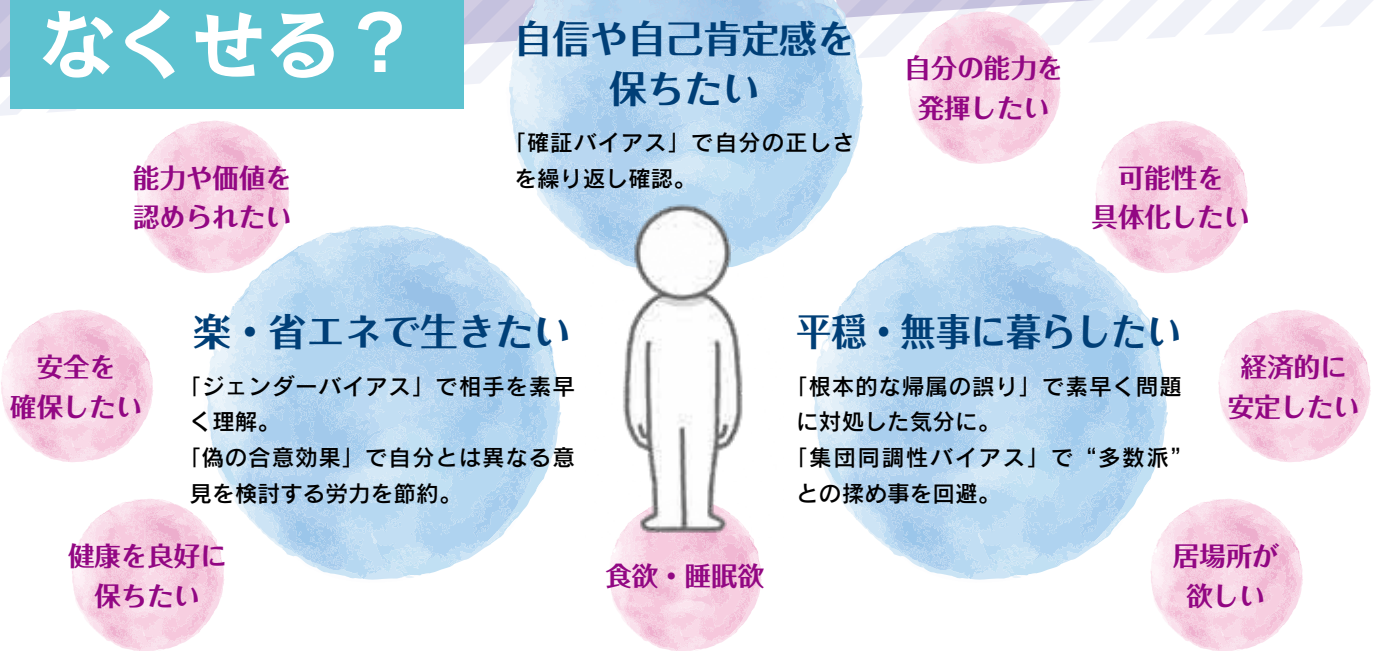 なくせる？
自信や自己肯定感を
保ちたい
「確証バイアス」で自分の正しさ
を繰り返し確認。
自分の能力を
発揮したい
能力や価値を
認められたい
可能性を
具体化したい
楽・省エネで生きたい
「ジェンダーバイアス」で相手を素早
く理解。
「偽の合意効果」で自分とは異なる意
見を検討する労力を節約。
平穏・無事に暮らしたい
「根本的な帰属の誤り」で素早く問題
に対処した気分に。
「集団同調性バイアス」で“多数派”
との揉め事を回避。
安全を
確保したい
経済的に
安定したい
健康を良好に
保ちたい
食欲・睡眠欲
居場所が
欲しい